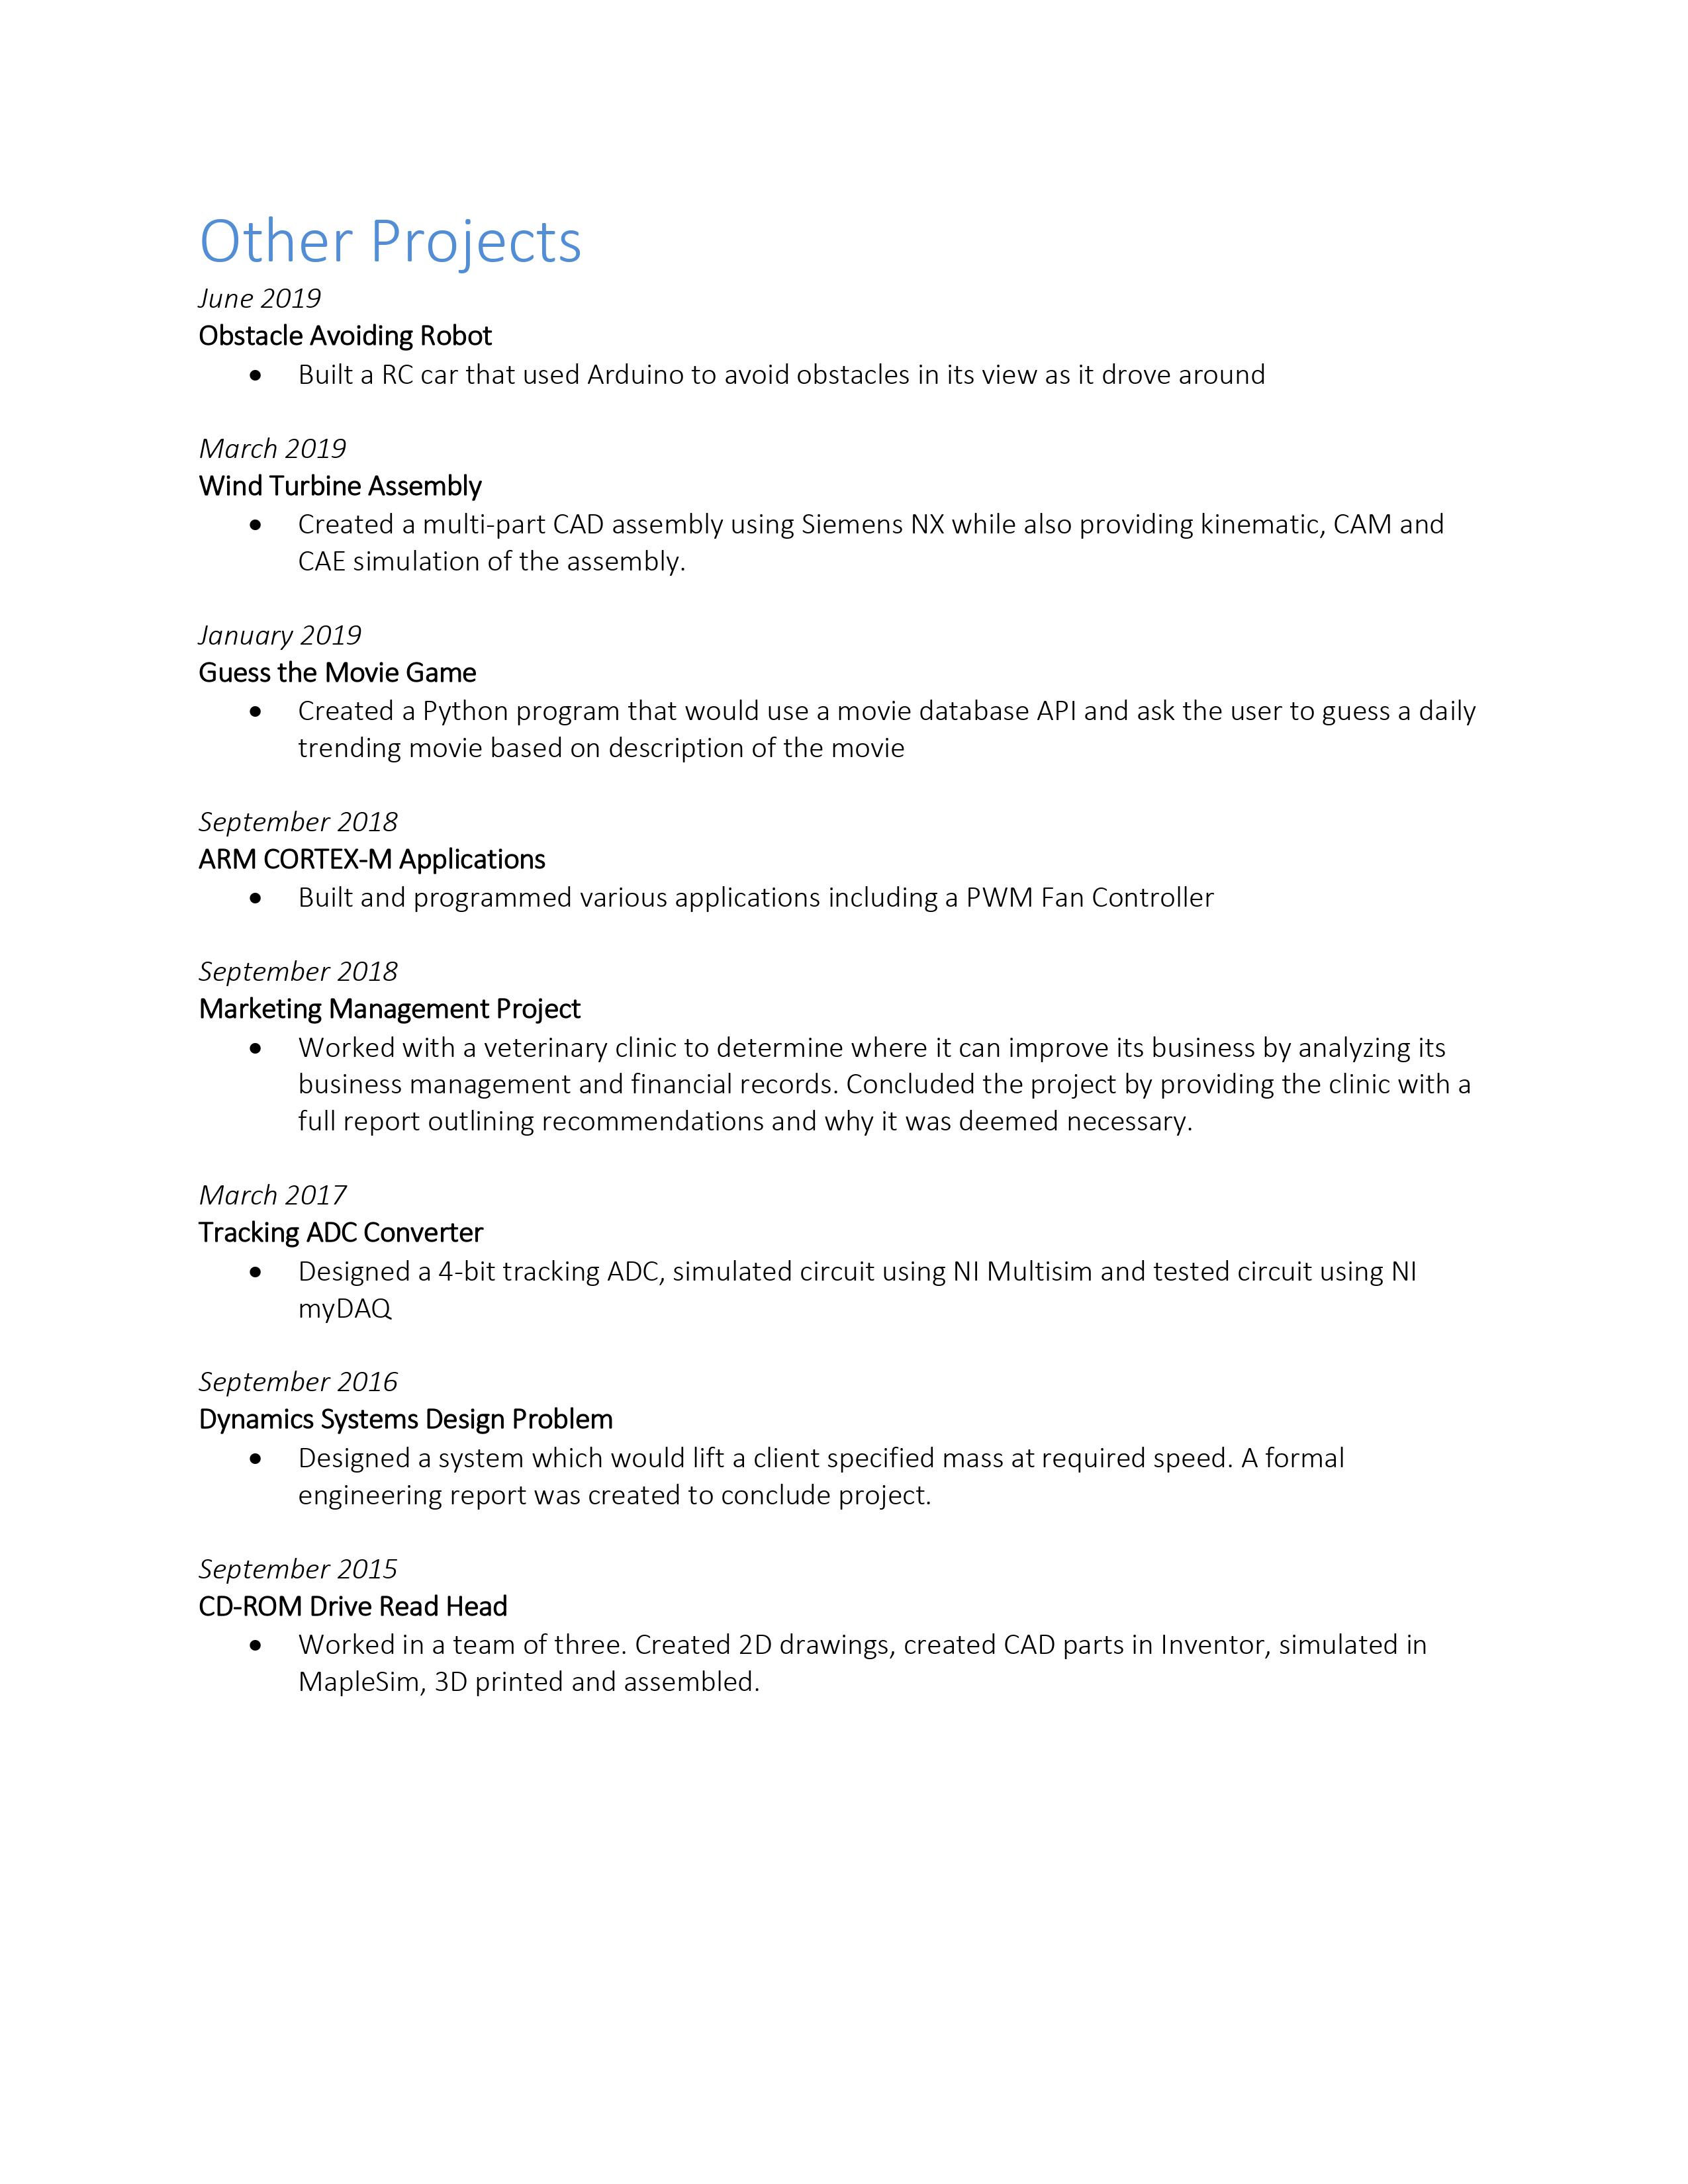 Other Projects
June 2019
Obstacle Avoiding Robot
• Built a RC car that used Arduino to avoid obstacles in its view as it drove around
March 2019
Wind Turbine Assembly
• Created a multi-part CAD assembly using Siemens NX while also providing kinematic, CAM and
CAE simulation of the assembly.
January 2019
Guess the Movie Game
• Created a Python program that would use a movie database API and ask the user to guess a daily
trending movie based on description of the movie
September 2018
ARM CORTEX-M Applications
• Built and programmed various applications including a PWM Fan Controller
September 2018
Marketing Management Project
• Worked with a veterinary clinic to determine where it can improve its business by analyzing its
business management and financial records. Concluded the project by providing the clinic with a
full report outlining recommendations and why it was deemed necessary.
March 2017
Tracking ADC Converter
• Designed a 4-bit tracking ADC, simulated circuit using NI Multisim and tested circuit using NI
myDAQ
September 2016
Dynamics Systems Design Problem
• Designed a system which would lift a client specified mass at required speed. A formal
engineering report was created to conclude project.
September 2015
CD-ROM Drive Read Head
• Worked in a team of three. Created 2D drawings, created CAD parts in Inventor, simulated in
MapleSim, 3D printed and assembled.